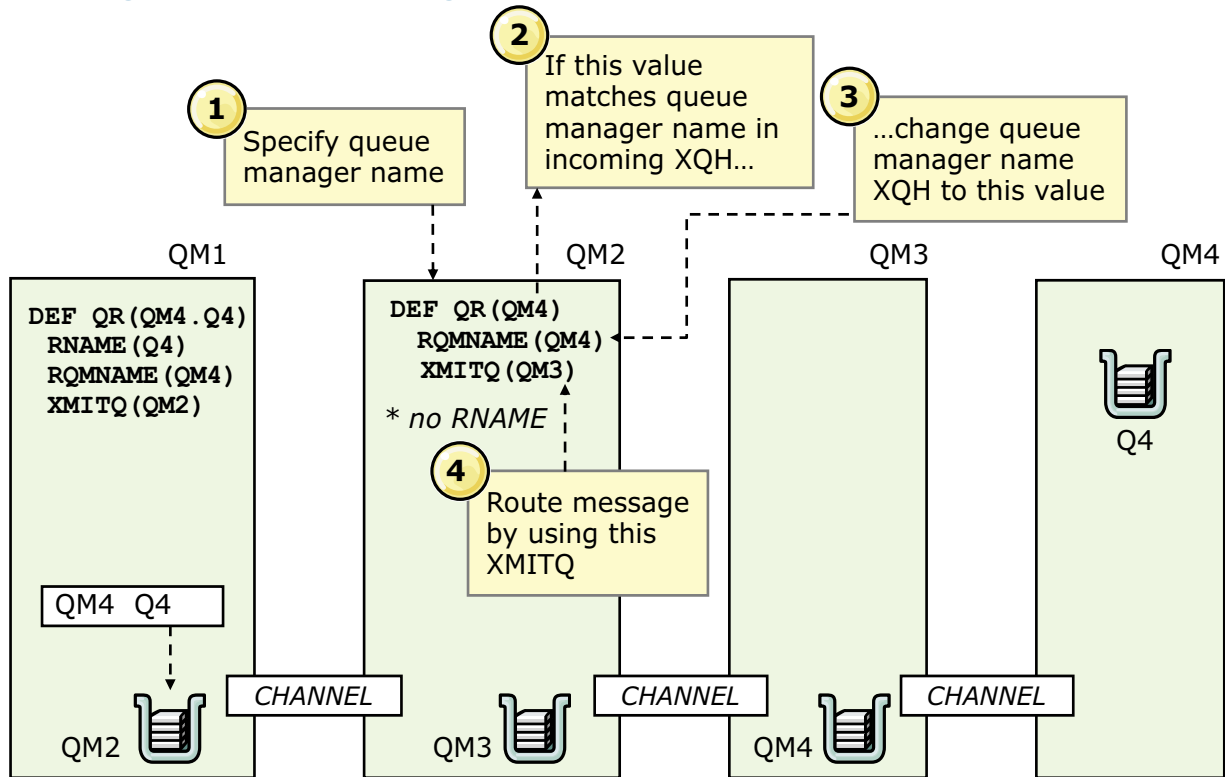 1
Specify queue
manager name
2
If this value
matches queue
manager name in
incoming XQH…
3
…change queue
manager name
XQH to this value
QM1
QM2
QM3
QM4
DEF QR(QM4.Q4)
RNAME(Q4)
RQMNAME(QM4)
XMITQ(QM2)
DEF QR(QM4)
RQMNAME(QM4)
XMITQ(QM3)
* no RNAME
4
Route message
by using this
XMITQ
Q4
QM4 Q4
CHANNEL
CHANNEL
CHANNEL
QM2
QM3
QM4